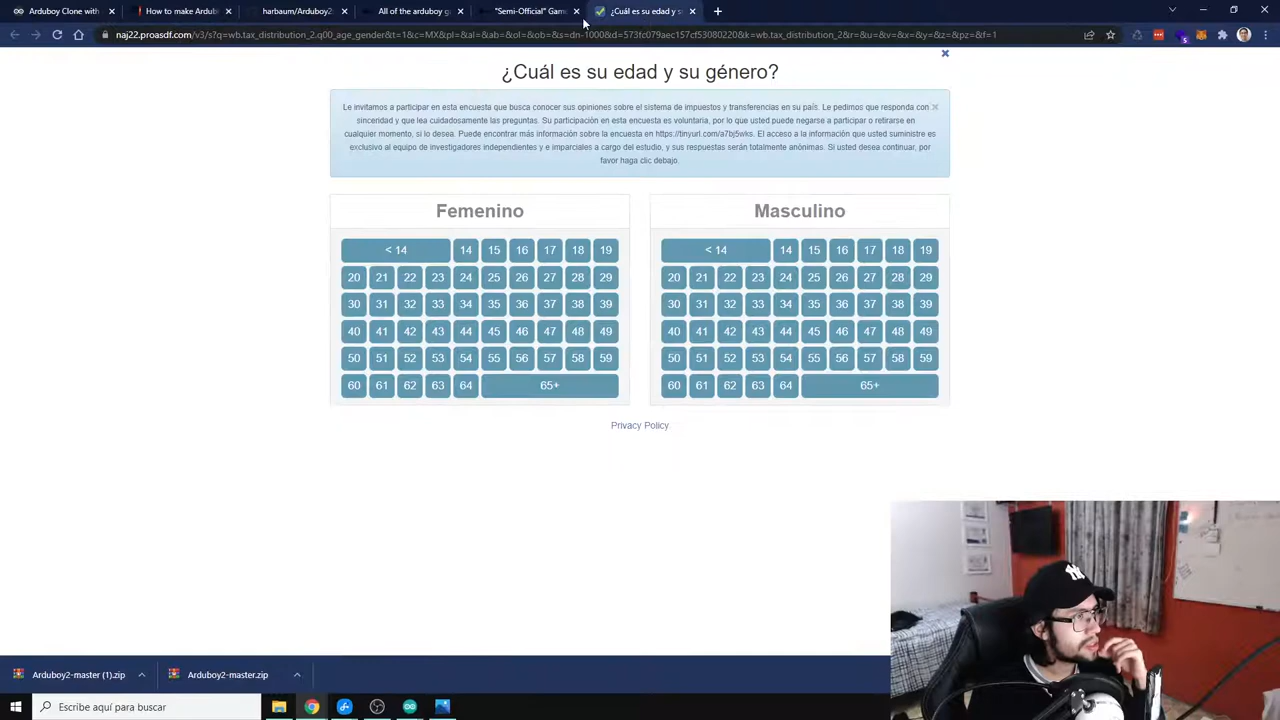 Arduboy Clone with
How to make Ardub
harbaum/Arduboy2:
All of the arduboy g
"Semi-Official" Gam
¿Cuál es su edad y s
naj22.proasdf.com/v3/s?q=wb.tax_distribution_2.q00_age_gender&t=1&c=MX&pl=&al=&ab=&ol=&ob=&s=dn-1000&d=573fc079aec157cf53080220&k=wb.tax_distribution_2&r=&u=&v=&x=&y=&z=&pz=&f=1
¿Cuál es su edad y su género?
Le invitamos a participar en esta encuesta que busca conocer sus opiniones sobre el sistema de impuestos y transferencias en su país. Le pedimos que responda con
sinceridad y que lea cuidadosamente las preguntas. Su participación en esta encuesta es voluntaria, por lo que usted puede negarse a participar o retirarse en
cualquier momento, si lo desea. Puede encontrar más información sobre la encuesta en https://tinyurl.com/a7bj5wks. El acceso a la información que usted suministre es
exclusivo al equipo de investigadores independientes y e imparciales a cargo del estudio, y sus respuestas serán totalmente anónimas. Si usted desea continuar, por
favor haga clic debajo.
Femenino
< 14 14 15 16 17 18 19
20 21 22 23 24 25 26 27 28 29
30 31 32 33 34 35 36 37 38 39
40 41 42 43 44 45 46 47 48 49
50 51 52 53 54 55 56 57 58 59
60 61 62 63 64 65+
Masculino
< 14 14 15 16 17 18 19
20 21 22 23 24 25 26 27 28 29
30 31 32 33 34 35 36 37 38 39
40 41 42 43 44 45 46 47 48 49
50 51 52 53 54 55 56 57 58 59
60 61 62 63 64 65+
Privacy Policy
Arduboy2-master (1).zip
Arduboy2-master.zip
Escribe aquí para buscar